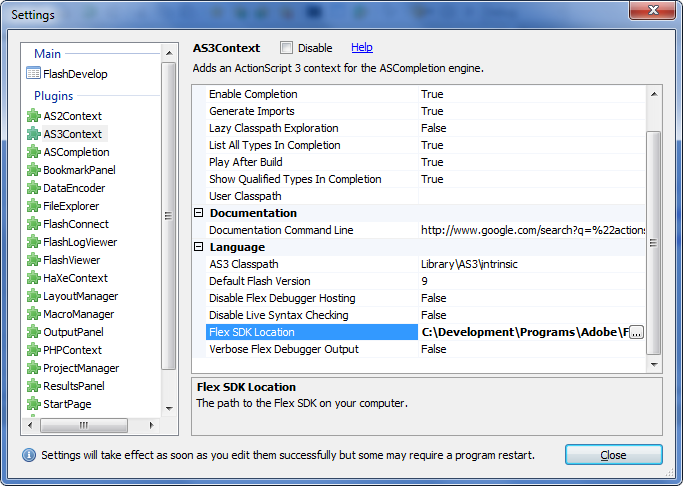 Settings
Main
FlashDevelop
Plugins
AS2Context
AS3Context
ASCompletion
BookmarkPanel
DataEncoder
FileExplorer
FlashConnect
FlashLogViewer
FlashViewer
HaXeContext
LayoutManager
MacroManager
OutputPanel
PHPContext
ProjectManager
ResultsPanel
StartPage
AS3Context Disable Help
Adds an ActionScript 3 context for the ASCompletion engine.
Enable Completion True
Generate Imports True
Lazy Classpath Exploration False
List All Types In Completion True
Play After Build True
Show Qualified Types In Completion True
User Classpath
Documentation
Documentation Command Line http://www.google.com/search?q=%22actions
Language
AS3 Classpath Library\AS3\intrinsic
Default Flash Version 9
Disable Flex Debugger Hosting False
Disable Live Syntax Checking False
Flex SDK Location C:\Development\Programs\Adobe\F ...
Verbose Flex Debugger Output False
Flex SDK Location
The path to the Flex SDK on your computer.
Settings will take effect as soon as you edit them successfully but some may require a program restart.
Close